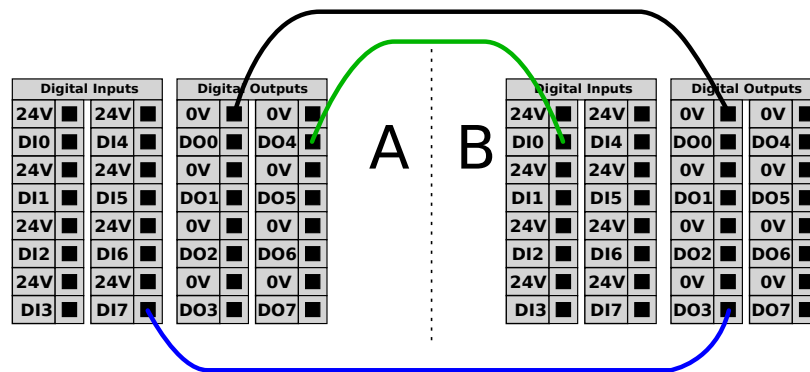 Digital Inputs Digital Outputs Digital Inputs Digital Outputs
24V 24V 0V 0V 24V 24V 0V 0V
DI0 DI4 DO0 DO4 A B DI0 DI4 DO0 DO4
24V 24V 0V 0V 24V 24V 0V 0V
DI1 DI5 DO1 DO5 DI1 DI5 DO1 DO5
24V 24V 0V 0V 24V 24V 0V 0V
DI2 DI6 DO2 DO6 DI2 DI6 DO2 DO6
24V 24V 0V 0V 24V 24V 0V 0V
DI3 DI7 DO3 DO7 DI3 DI7 DO3 DO7